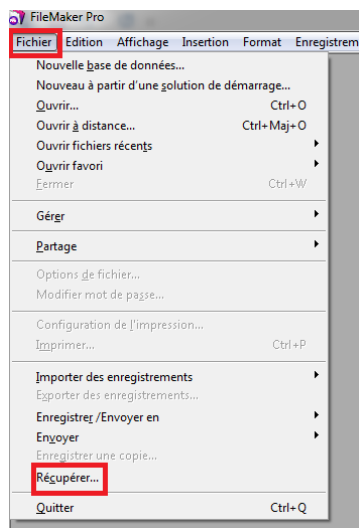 FileMaker Pro
Fichier Edition Affichage Insertion Format Enregistrem
Nouvelle base de données...
Nouveau à partir d'une solution de démarrage...
Ouvrir... Ctrl+O
Ouvrir à distance... Ctrl+Maj+O
Ouvrir fichiers récents
Ouvrir favori
Fermer Ctrl+W
Gérer
Partage
Options de fichier...
Modifier mot de passe...
Configuration de l'impression...
Imprimer... Ctrl+P
Importer des enregistrements
Exporter des enregistrements...
Enregistrer /Envoyer en
Envoyer
Enregistrer une copie...
Récupérer...
Quitter Ctrl+Q